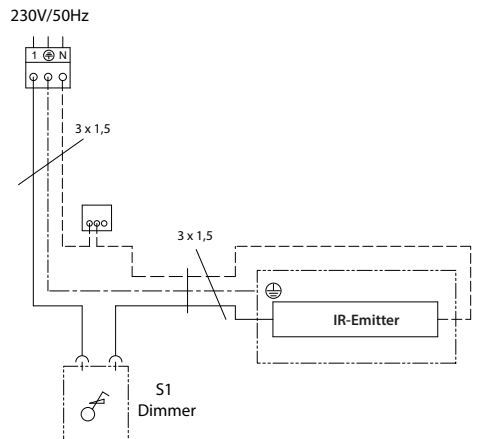 230V/50Hz
1 N
3 x 1,5
3 x 1,5
IR-Emitter
S1
Dimmer